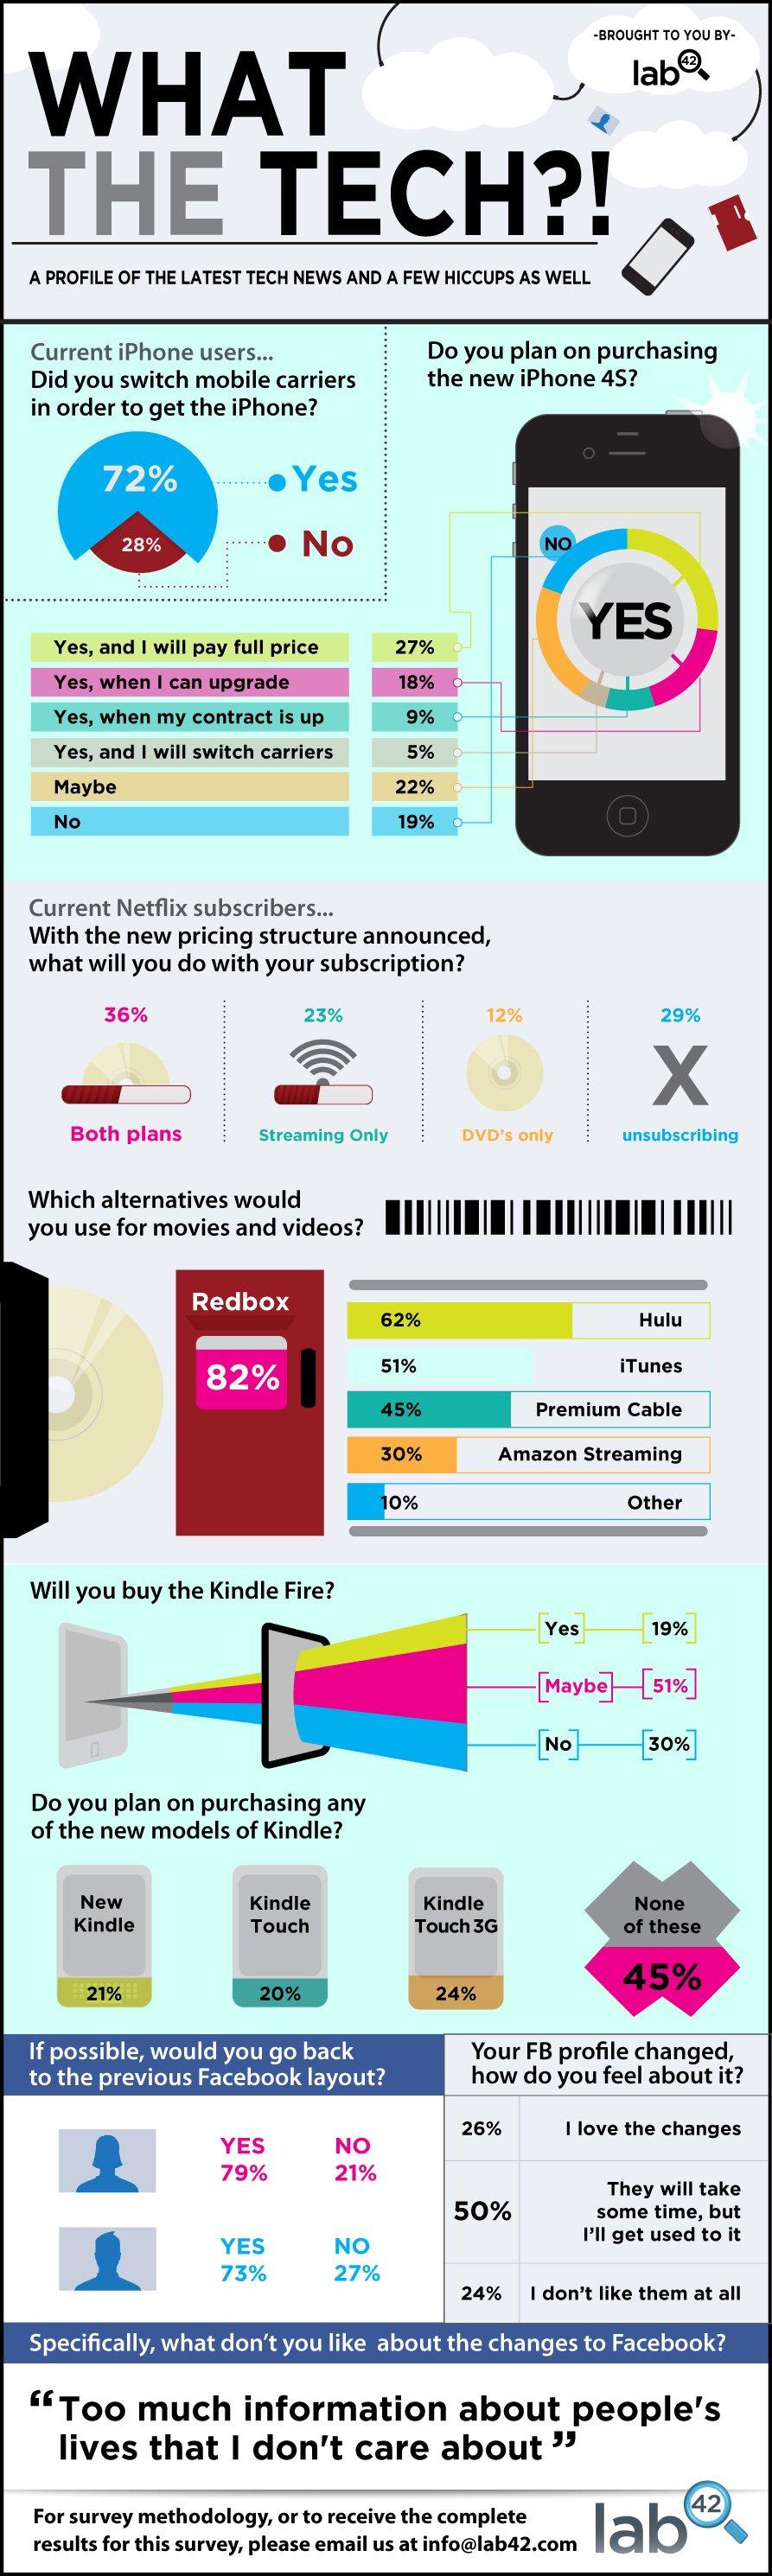 -BROUGHT TO YOU BY-
lab42
WHAT
THE TECH?!
A PROFILE OF THE LATEST TECH NEWS AND A FEW HICCUPS AS WELL
Current iPhone users...
Did you switch mobile carriers
in order to get the iPhone?
72%
Yes
28%
No
Do you plan on purchasing
the new iPhone 4S?
NO
YES
Yes, and I will pay full price 27%
Yes, when I can upgrade 18%
Yes, when my contract is up 9%
Yes, and I will switch carriers 5%
Maybe 22%
No 19%
Current Netflix subscribers...
With the new pricing structure announced,
what will you do with your subscription?
36% 23% 12% 29%
X
Both plans Streaming Only DVD's only unsubscribing
Which alternatives would
you use for movies and videos?
Redbox
82%
62% Hulu
51% iTunes
45% Premium Cable
30% Amazon Streaming
10% Other
Will you buy the Kindle Fire?
Yes 19%
Maybe 51%
No 30%
Do you plan on purchasing any
of the new models of Kindle?
New
Kindle
21%
Kindle
Touch
20%
Kindle
Touch 3G
24%
None
of these
45%
If possible, would you go back
to the previous Facebook layout?
YES NO
79% 21%
YES NO
73% 27%
Your FB profile changed,
how do you feel about it?
26% I love the changes
50% They will take
some time, but
I'll get used to it
24% I don't like them at all
Specifically, what don't you like about the changes to Facebook?
“Too much information about people's
lives that I don't care about”
For survey methodology, or to receive the complete
results for this survey, please email us at info@lab42.com
lab42